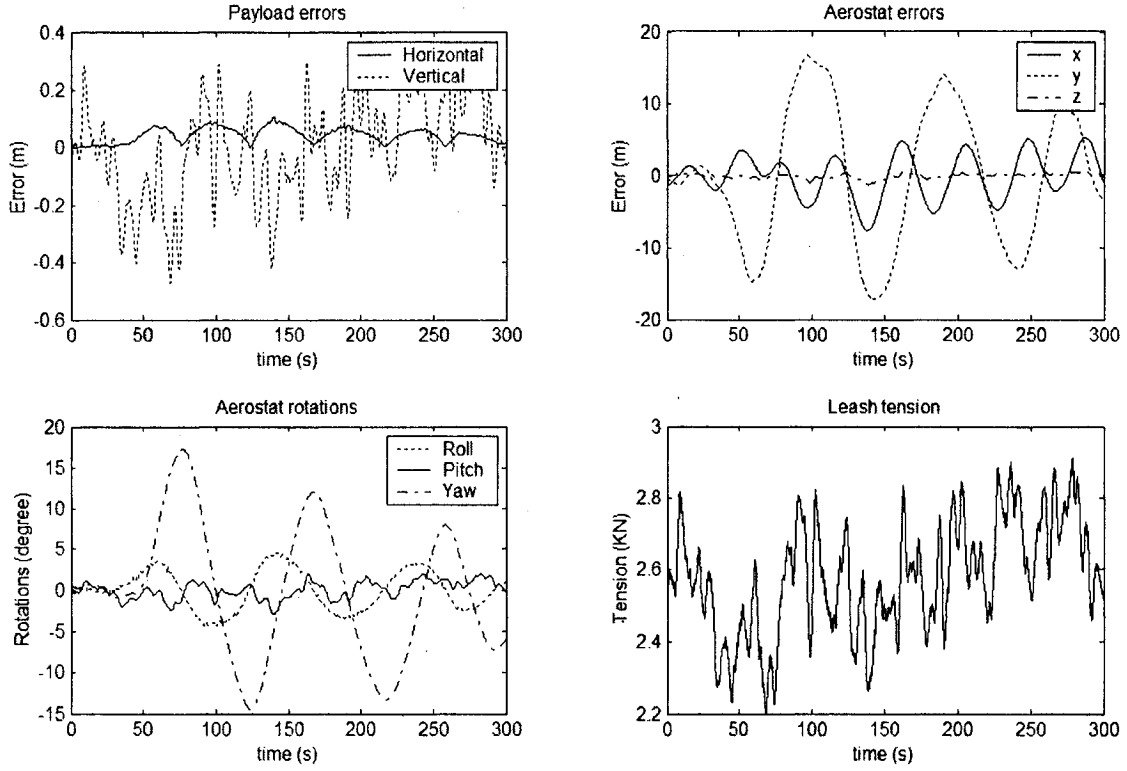 Payload errors
0.4
0.2
0
-0.2
-0.4
-0.6
Error (m)
Horizontal
Vertical
0 50 100 150 200 250 300
time (s)
Aerostat errors
20
10
0
-10
-20
Error (m)
x
y
z
0 50 100 150 200 250 300
time (s)
Aerostat rotations
20
15
10
5
0
-5
-10
-15
Rotations (degree)
Roll
Pitch
Yaw
0 50 100 150 200 250 300
time (s)
Leash tension
3
2.8
2.6
2.4
2.2
Tension (KN)
0 50 100 150 200 250 300
time (s)